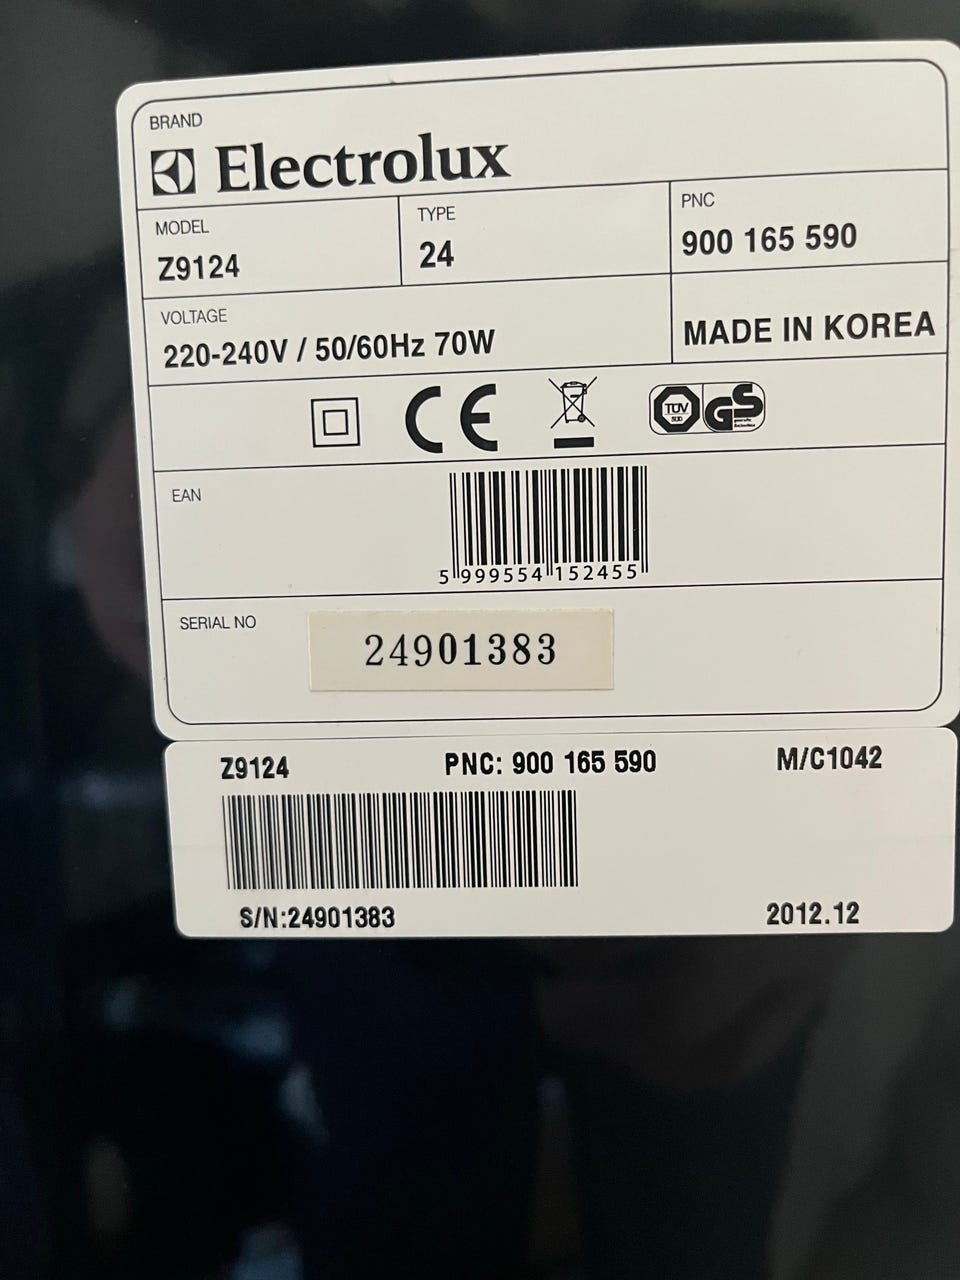 BRAND
Electrolux
MODEL
Z9124
TYPE
24
PNC
900 165 590
VOLTAGE
220-240V / 50/60Hz 70W
MADE IN KOREA
CE
TÜV
SÜD
GS
EAN
5 999554 152455
SERIAL NO
24901383
Z9124 PNC: 900 165 590 M/C1042
S/N:24901383 2012.12